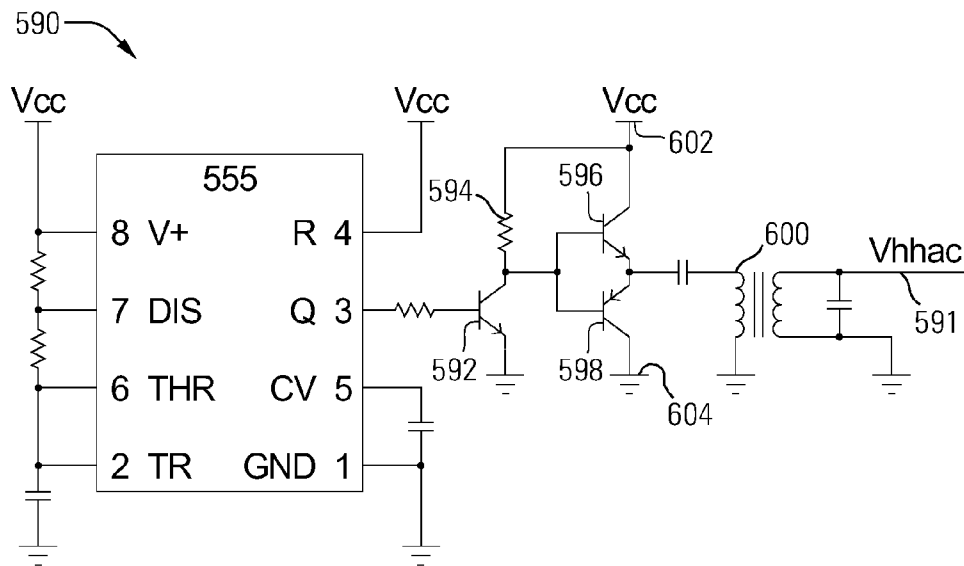 590
Vcc
Vcc
Vcc
602
555
594
596
8 V+
R 4
600
Vhhac
7 DIS
Q 3
591
592
598
6 THR
CV 5
604
2 TR
GND 1